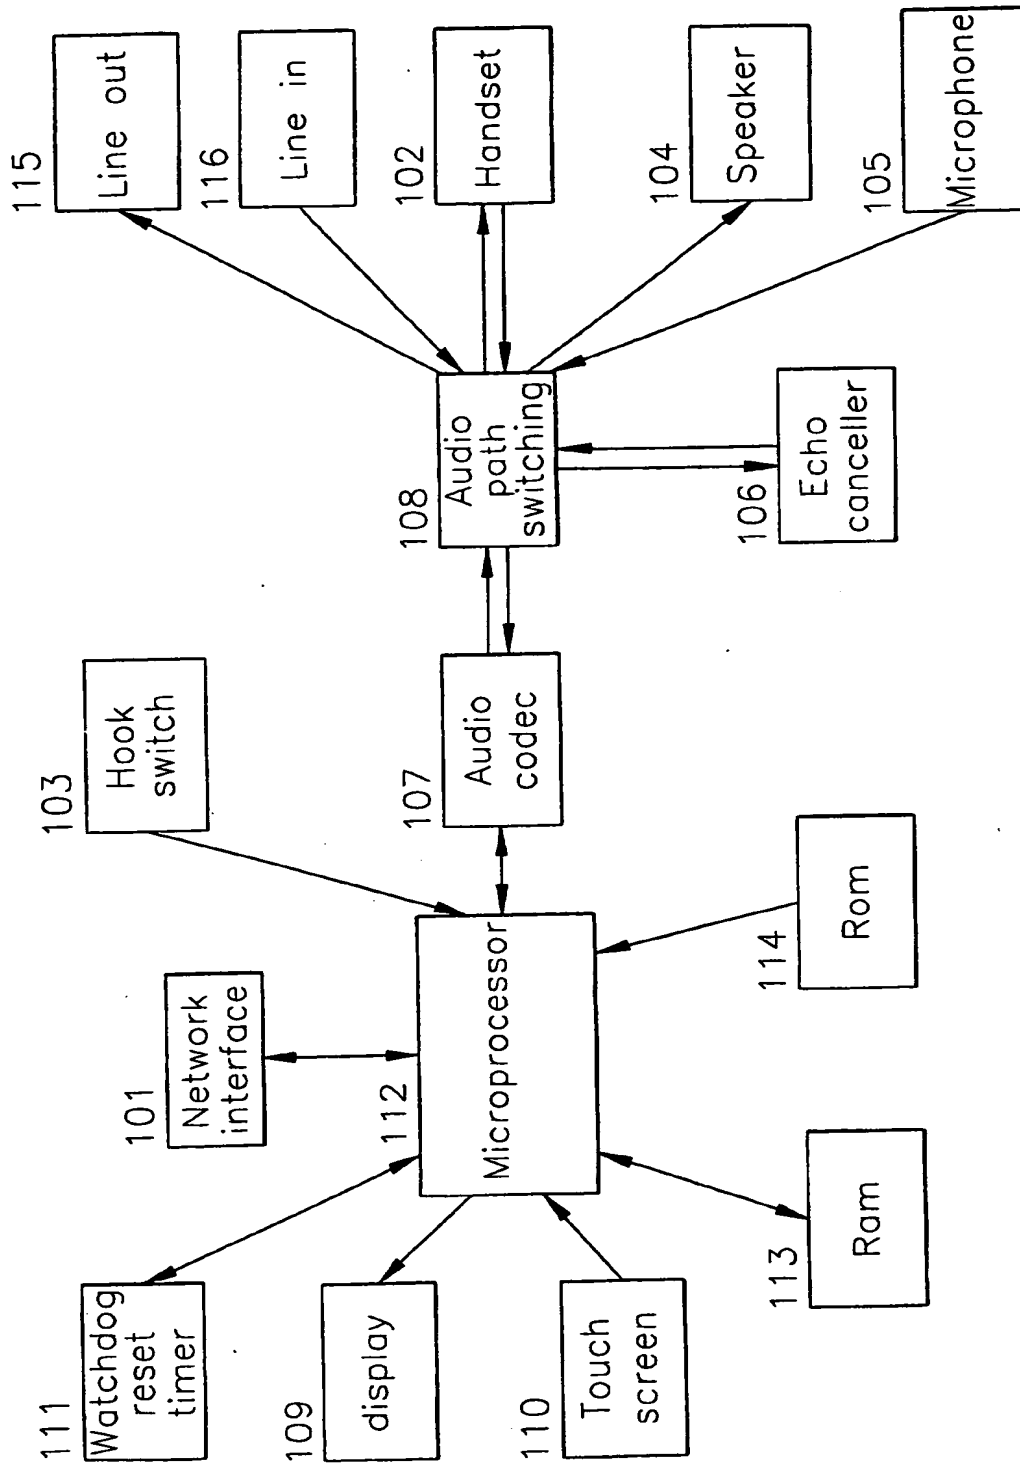 111
Watchdog
reset
timer
101
Network
interface
103
Hook
switch
115
Line out
116
Line in
109
display
112
Microprocessor
107
Audio
codec
108
Audio
path
switching
102
Handset
110
Touch
screen
104
Speaker
113
Ram
114
Rom
106
Echo
canceller
105
Microphone